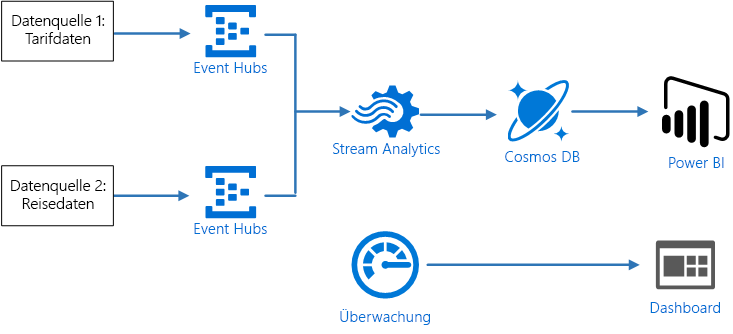 Datenquelle 1:
Tarifdaten
Event Hubs
Stream Analytics
Cosmos DB
Power BI
Datenquelle 2:
Reisedaten
Event Hubs
Überwachung
Dashboard